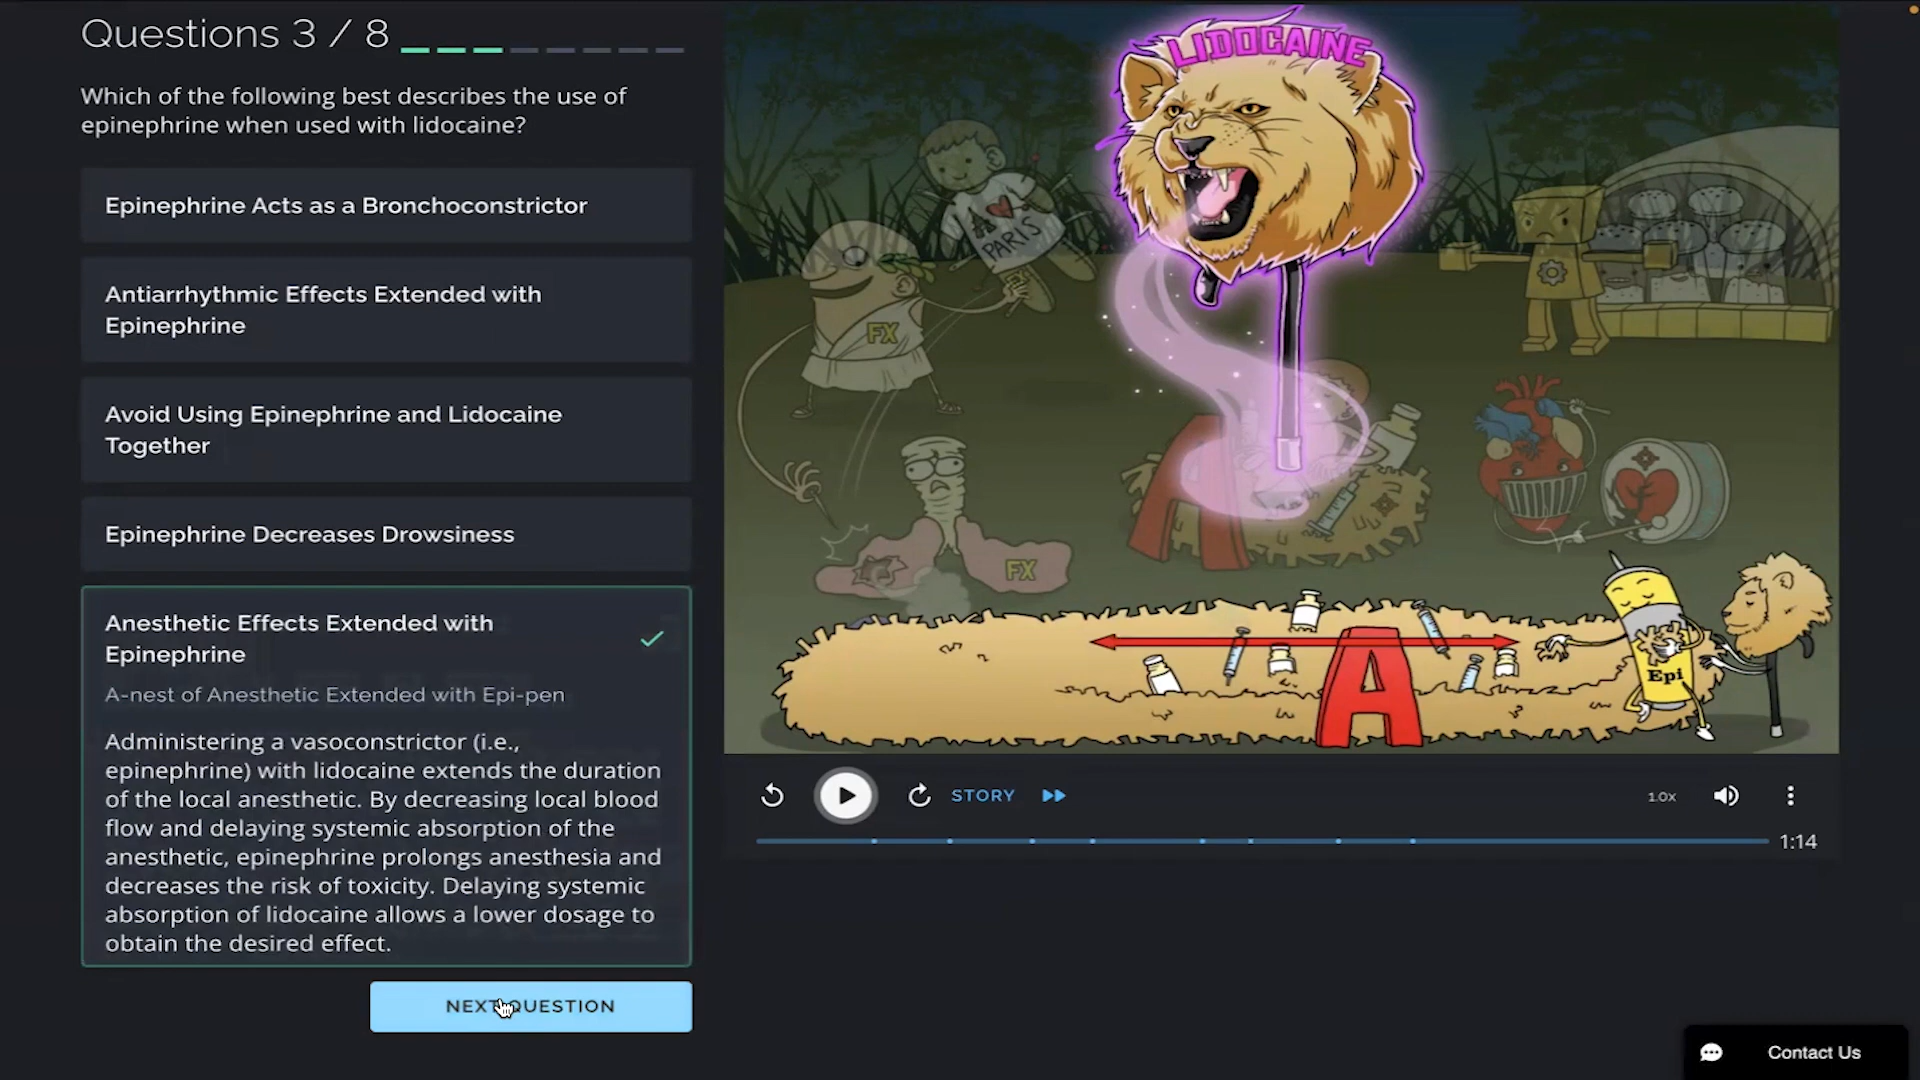 Questions 3 / 8
Which of the following best describes the use of
epinephrine when used with lidocaine?
Epinephrine Acts as a Bronchoconstrictor
Antiarrhythmic Effects Extended with
Epinephrine
Avoid Using Epinephrine and Lidocaine
Together
Epinephrine Decreases Drowsiness
Anesthetic Effects Extended with
Epinephrine
A-nest of Anesthetic Extended with Epi-pen
Administering a vasoconstrictor (i.e.,
epinephrine) with lidocaine extends the duration
of the local anesthetic. By decreasing local blood
flow and delaying systemic absorption of the
anesthetic, epinephrine prolongs anesthesia and
decreases the risk of toxicity. Delaying systemic
absorption of lidocaine allows a lower dosage to
obtain the desired effect.
NEXT QUESTION
LIDOCAINE
PARIS
FX
FX
A
Epi
STORY
1.0x
1:14
Contact Us